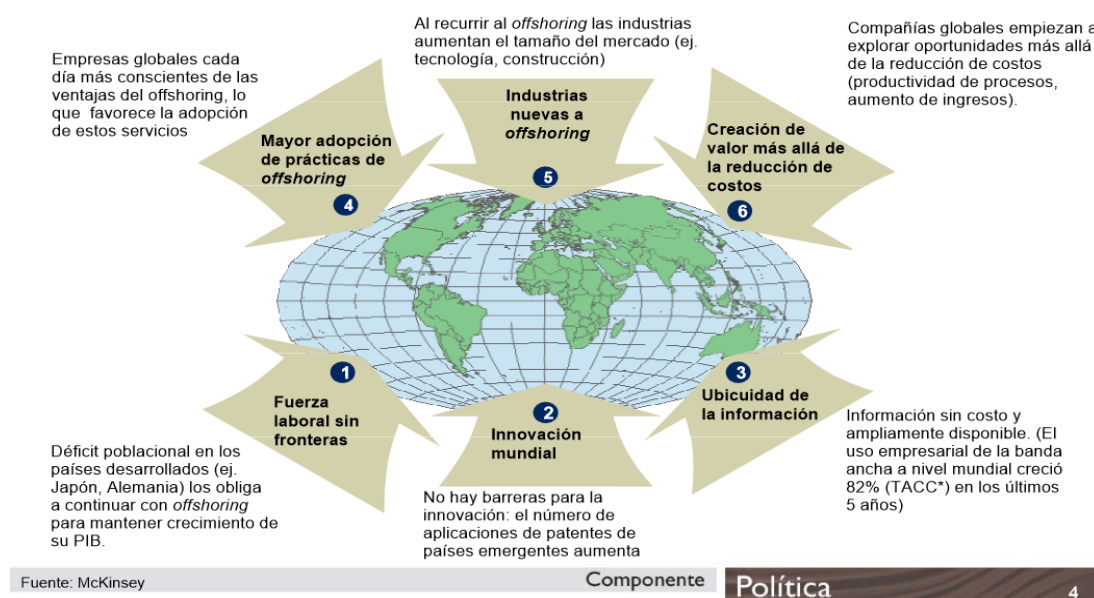 Empresas globales cada
día más conscientes de las
ventajas del offshoring, lo
que favorece la adopción
de estos servicios
Al recurrir al offshoring las industrias
aumentan el tamaño del mercado (ej.
tecnología, construcción)
Compañías globales empiezan a
explorar oportunidades más allá
de la reducción de costos
(productividad de procesos,
aumento de ingresos).
Mayor adopción
de prácticas de
offshoring
4
Industrias
nuevas a
offshoring
5
Creación de
valor más allá de
la reducción de
costos
6
1
Fuerza
laboral sin
fronteras
2
Innovación
mundial
3
Ubicuidad de
la información
Déficit poblacional en los
países desarrollados (ej.
Japón, Alemania) los obliga
a continuar con offshoring
para mantener crecimiento de
su PIB.
No hay barreras para la
innovación: el número de
aplicaciones de patentes de
países emergentes aumenta
Información sin costo y
ampliamente disponible. (El
uso empresarial de la banda
ancha a nivel mundial creció
82% (TACC*) en los últimos
5 años)
Fuente: McKinsey
Componente
Política
4